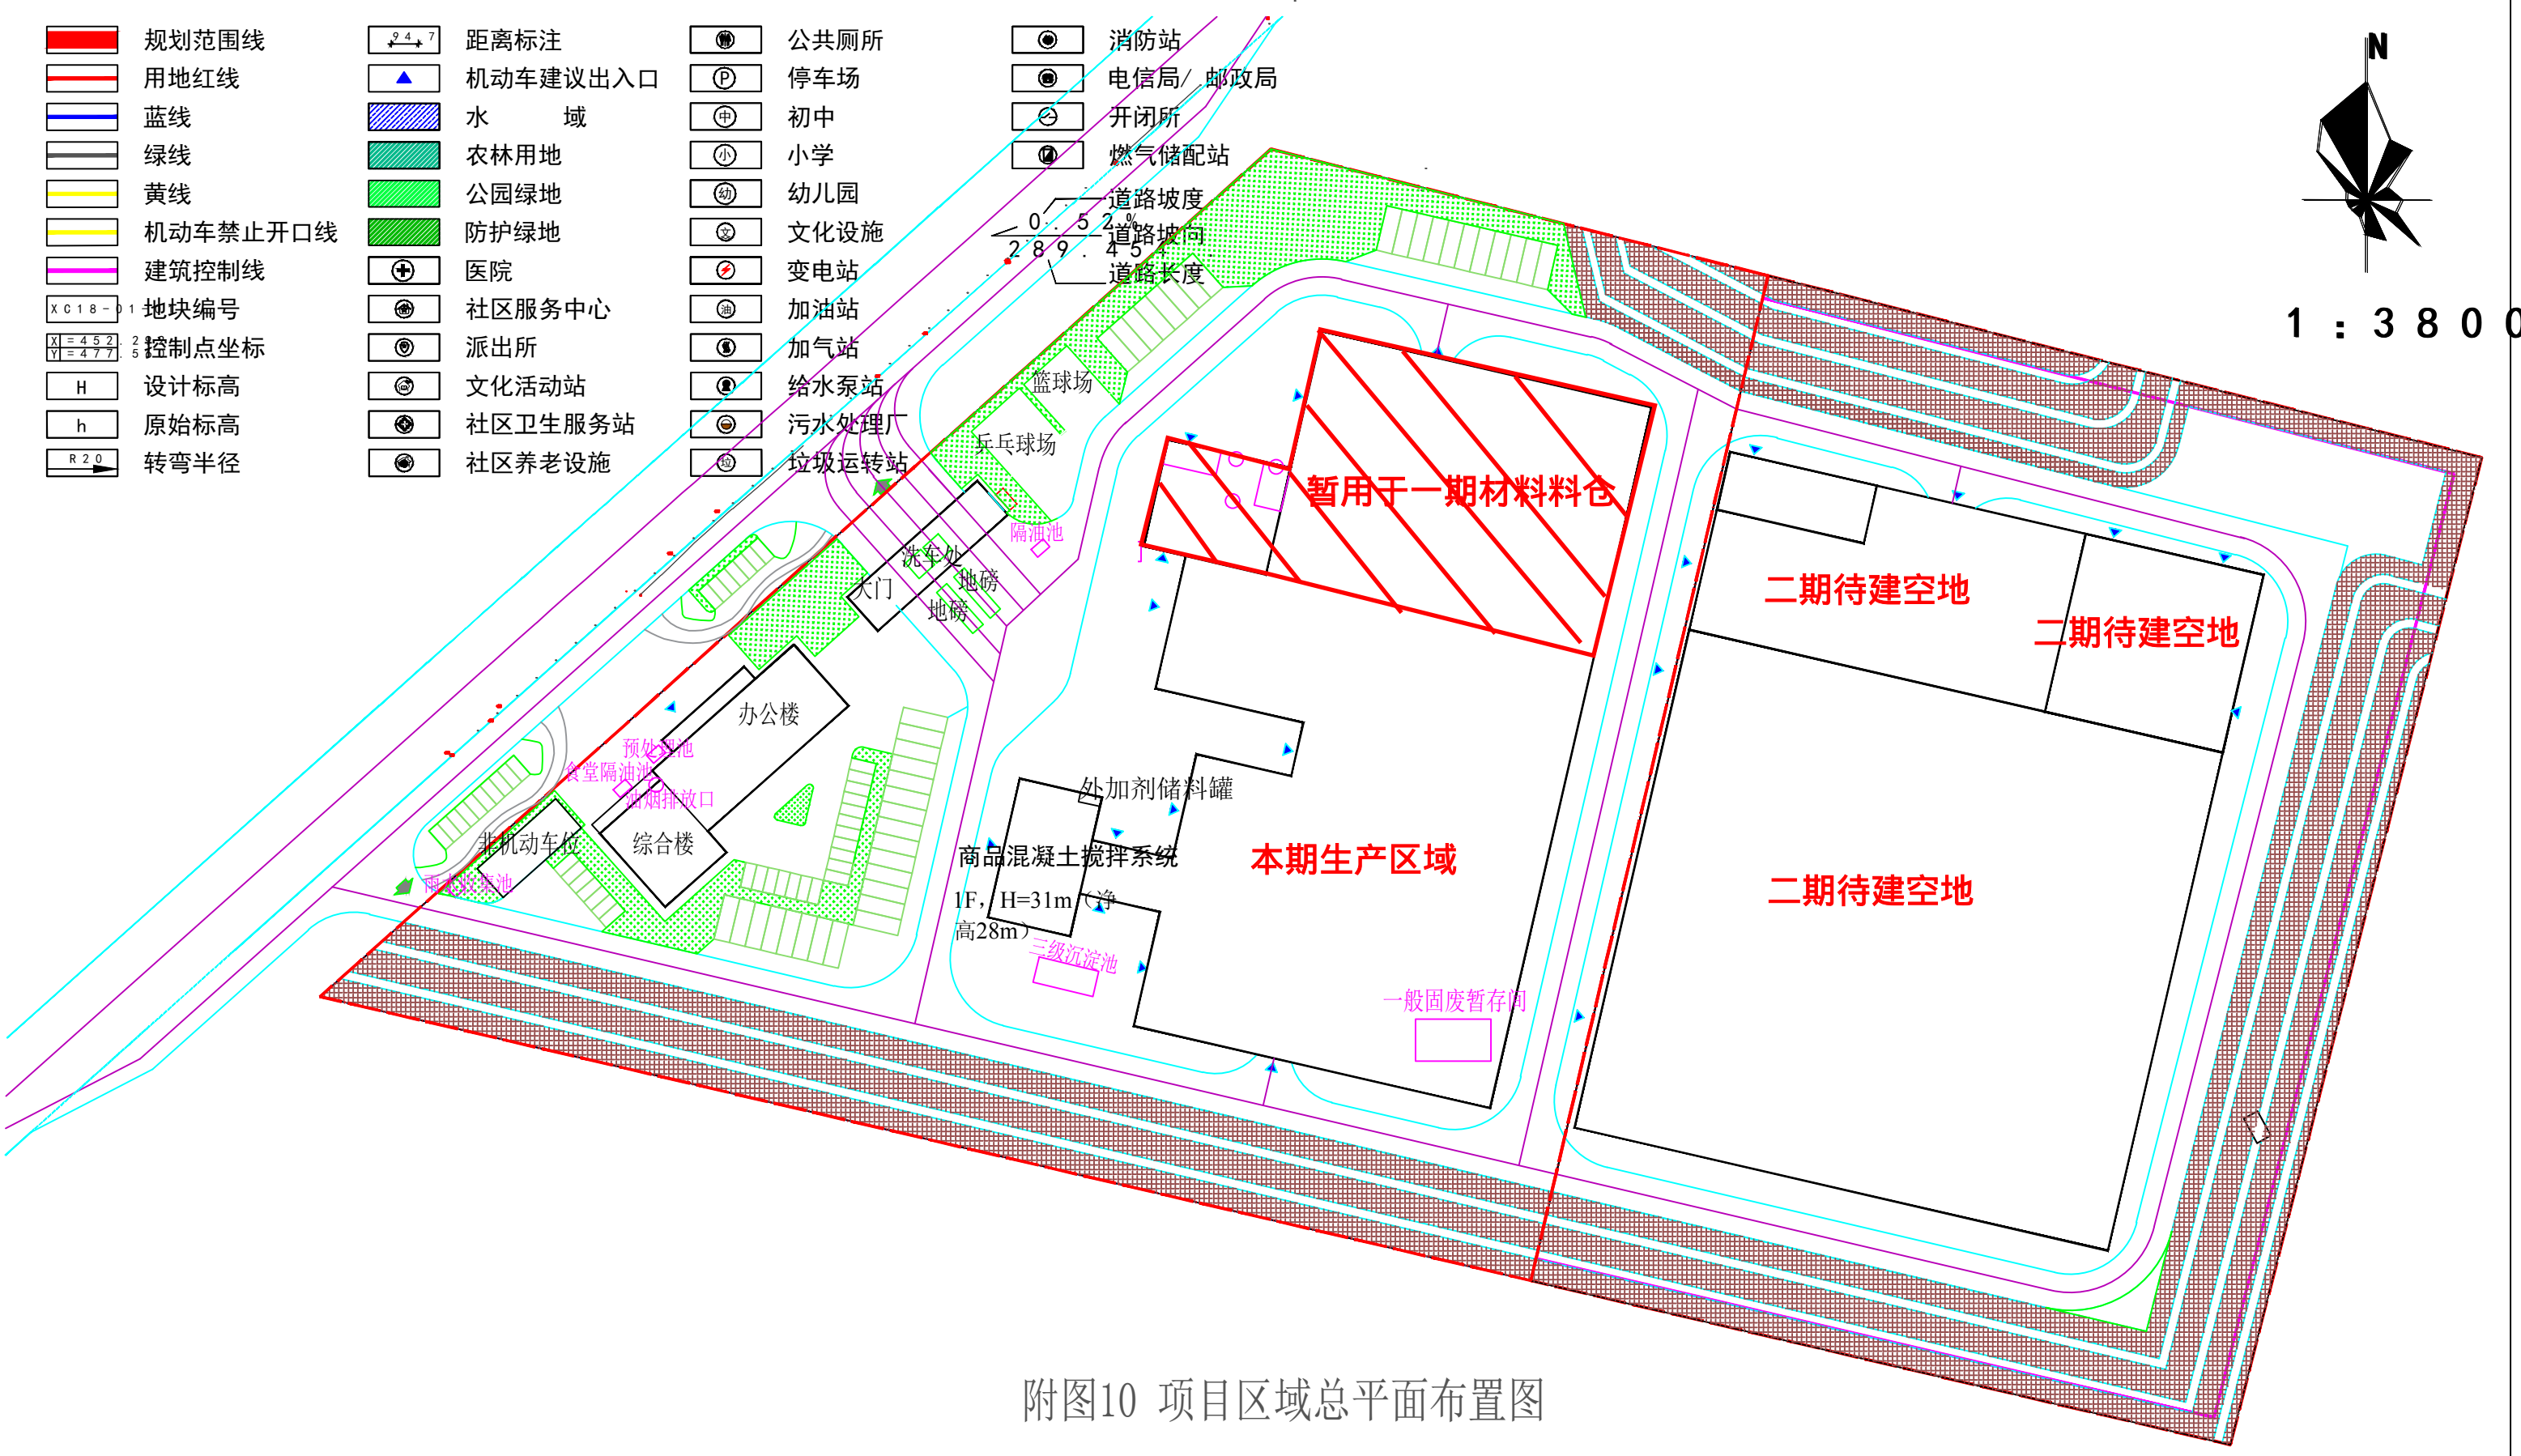 规划范围线
用地红线
蓝线
绿线
黄线
机动车禁止开口线
建筑控制线
XC18-01 地块编号
控制点坐标
H 设计标高
h 原始标高
R20 转弯半径
94.7 距离标注
机动车建议出入口
水 域
农林用地
公园绿地
防护绿地
医院
社区服务中心
派出所
文化活动站
社区卫生服务站
社区养老设施
公共厕所
P 停车场
中 初中
小 小学
幼 幼儿园
文 文化设施
变电站
油 加油站
加气站
给水泵站
污水处理厂
垃 垃圾运转站
消防站
电信局/邮政局
开闭所
燃气储配站
道路坡度
0.52%
道路坡向
289.45
道路长度
N
1:3800
篮球场
乒乓球场
隔油池
洗车处
大门
地磅
地磅
暂用于一期材料料仓
二期待建空地
二期待建空地
办公楼
预处理池
食堂隔油池
油烟排放口
综合楼
非机动车位
雨水收集池
外加剂储料罐
商品混凝土搅拌系统
1F，H=31m（净
高28m）
三级沉淀池
本期生产区域
二期待建空地
一般固废暂存间
附图10 项目区域总平面布置图